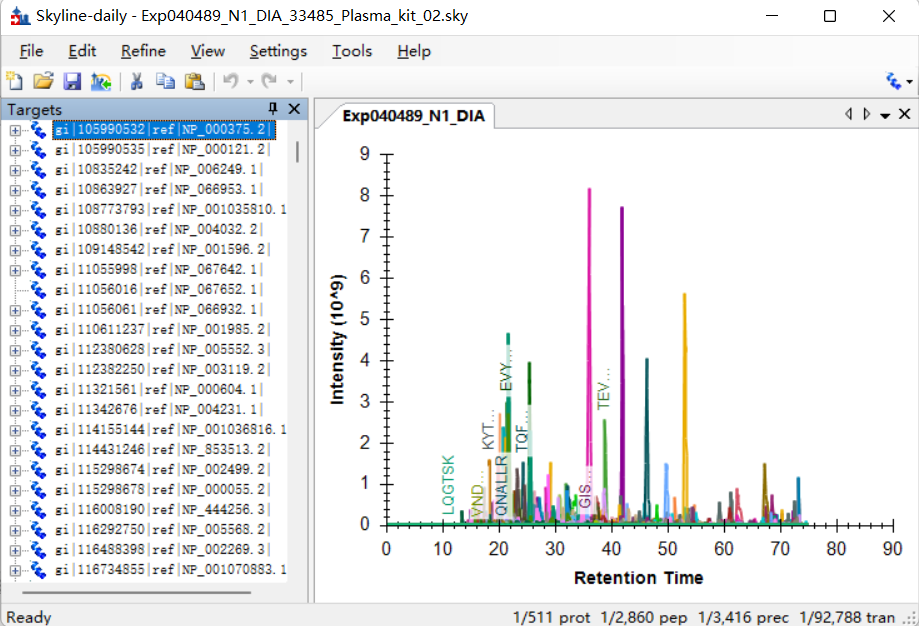 Skyline-daily - Exp040489_N1_DIA_33485_Plasma_kit_02.sky
File Edit Refine View Settings Tools Help
Targets
gi|105990532|ref|NP_000375.2|
gi|105990535|ref|NP_000121.2|
gi|10835242|ref|NP_006249.1|
gi|10863927|ref|NP_066953.1|
gi|108773793|ref|NP_001035810.1
gi|10880136|ref|NP_004032.2|
gi|109148542|ref|NP_001596.2|
gi|11055998|ref|NP_067642.1|
gi|11056016|ref|NP_067652.1|
gi|11056061|ref|NP_066932.1|
gi|110611237|ref|NP_001985.2|
gi|112380628|ref|NP_005552.3|
gi|112382250|ref|NP_003119.2|
gi|11321561|ref|NP_000604.1|
gi|11342676|ref|NP_004231.1|
gi|114155144|ref|NP_001036816.1
gi|114431246|ref|NP_853513.2|
gi|115298674|ref|NP_002499.2|
gi|115298678|ref|NP_000055.2|
gi|116008190|ref|NP_444256.3|
gi|116292750|ref|NP_005568.2|
gi|116488398|ref|NP_002269.3|
gi|116734855|ref|NP_001070883.1
Exp040489_N1_DIA
Intensity (10^9)
9
8
7
6
5
4
3
2
1
0
LQGTSK
VND...
KYT...
QNALLR
EVY...
TQF...
GIS...
TEV...
0 10 20 30 40 50 60 70 80 90
Retention Time
Ready
1/511 prot 1/2,860 pep 1/3,416 prec 1/92,788 tran